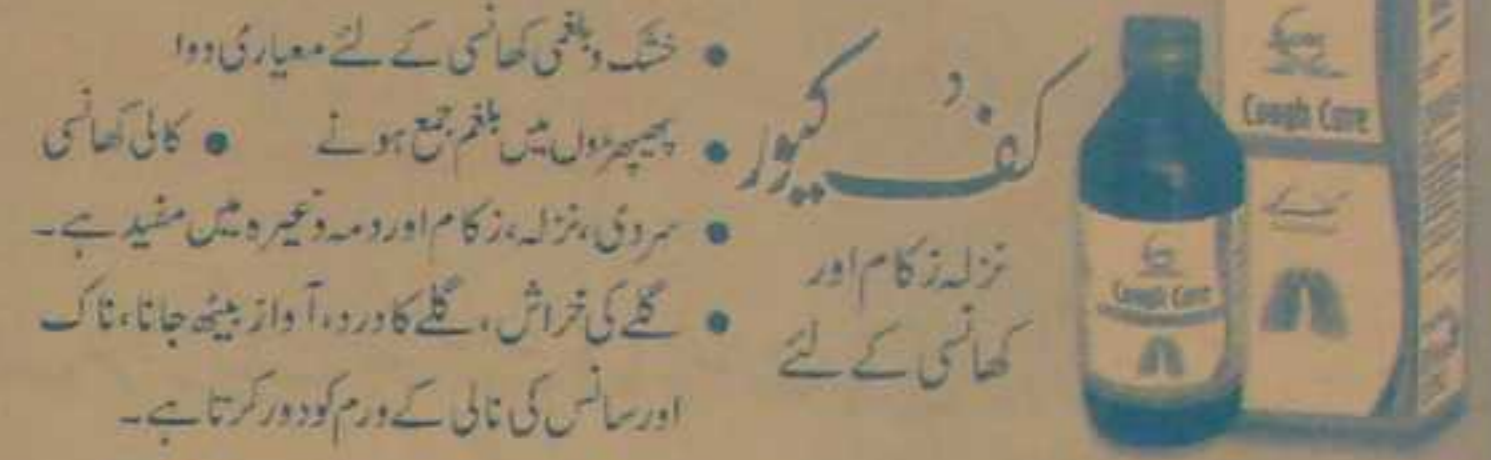 کف کیور
نزلہ زکام اور
کھانسی کے لئے
• خشک و بلغمی کھانسی کے لئے معیاری دوا
• پھیپھڑوں میں بلغم جمع ہونے • کالی کھانسی
• سردی، نزلہ، زکام اور دمہ وغیرہ میں مفید ہے۔
• گلے کی خراش، گلے کا درد، آواز بیٹھ جانا، ناک
اور سانس کی نالی کے ورم کو دور کرتا ہے۔
Cough Care
Cough Care